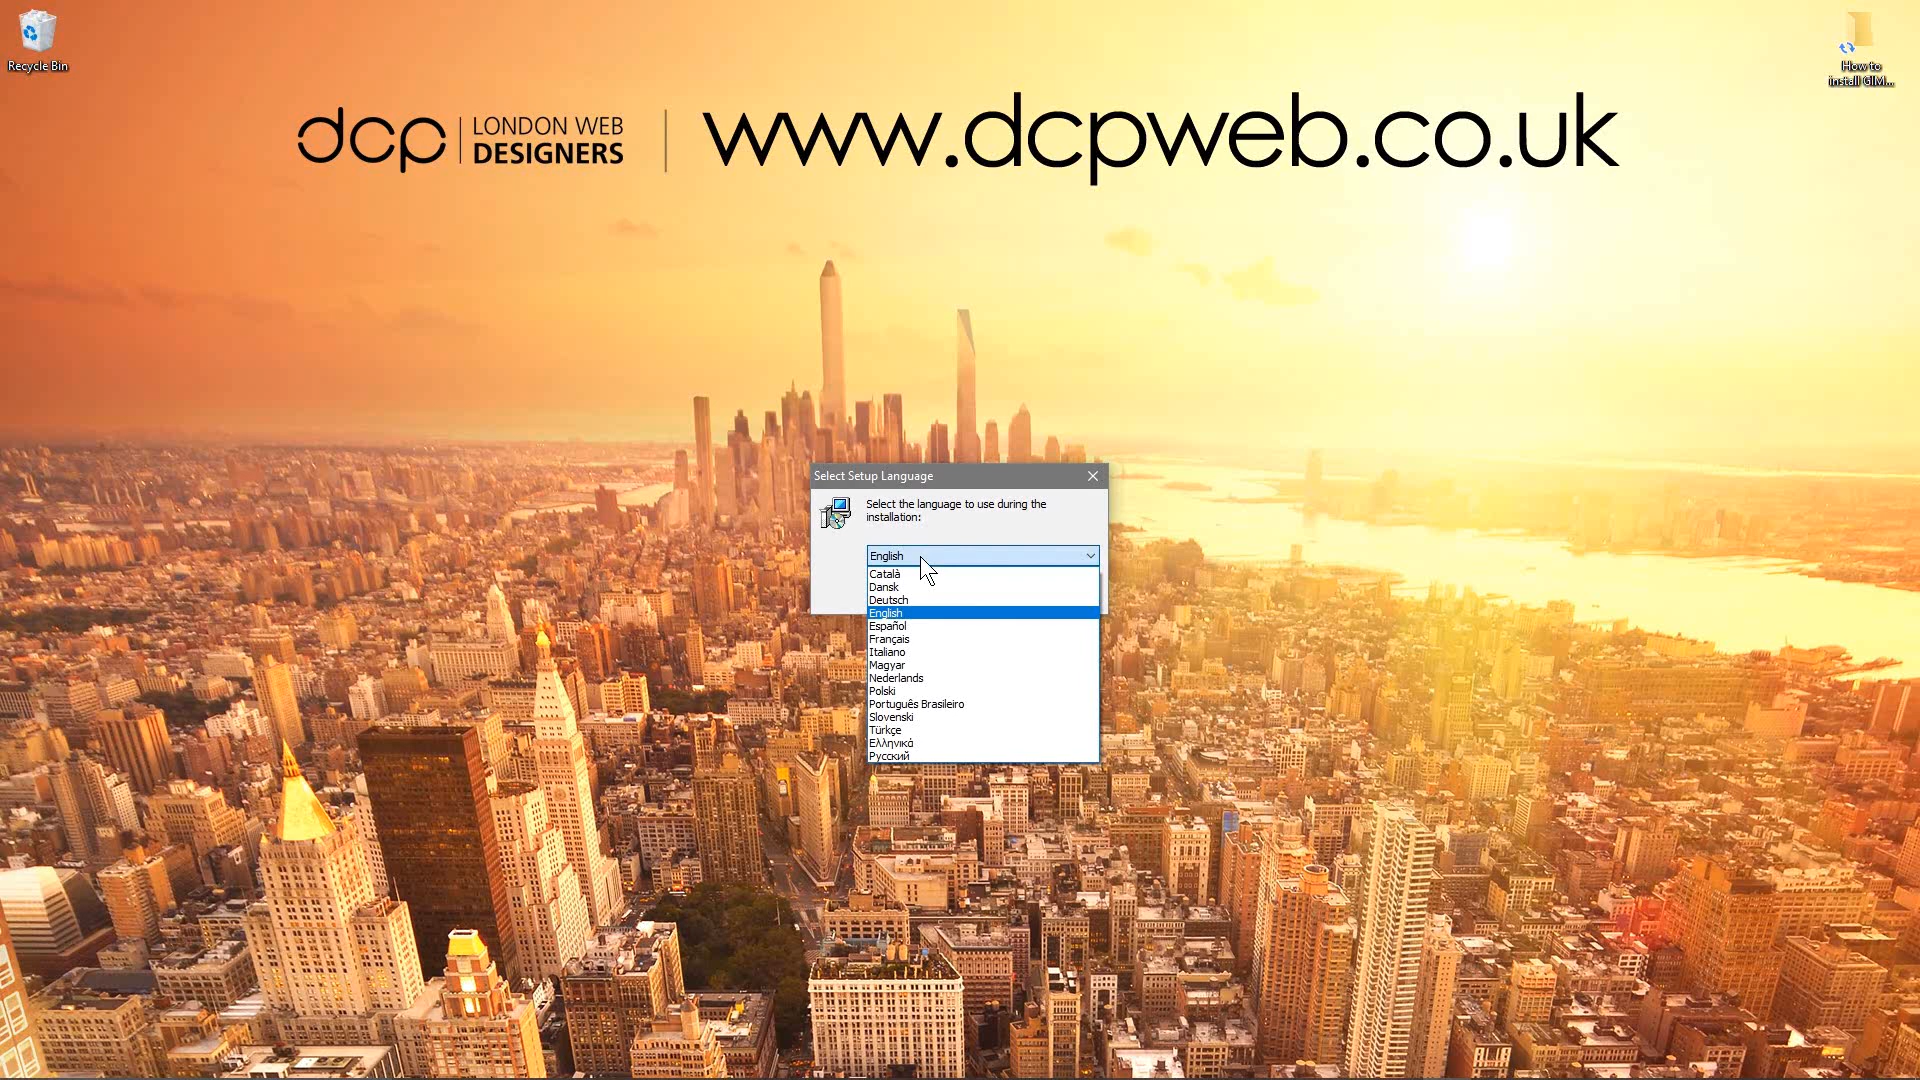 Recycle Bin
How to
install GIM...
dcp
LONDON WEB
DESIGNERS
www.dcpweb.co.uk
Select Setup Language
Select the language to use during the
installation:
English
Català
Dansk
Deutsch
English
Español
Français
Italiano
Magyar
Nederlands
Polski
Português Brasileiro
Slovenski
Türkçe
Ελληνικά
Русский